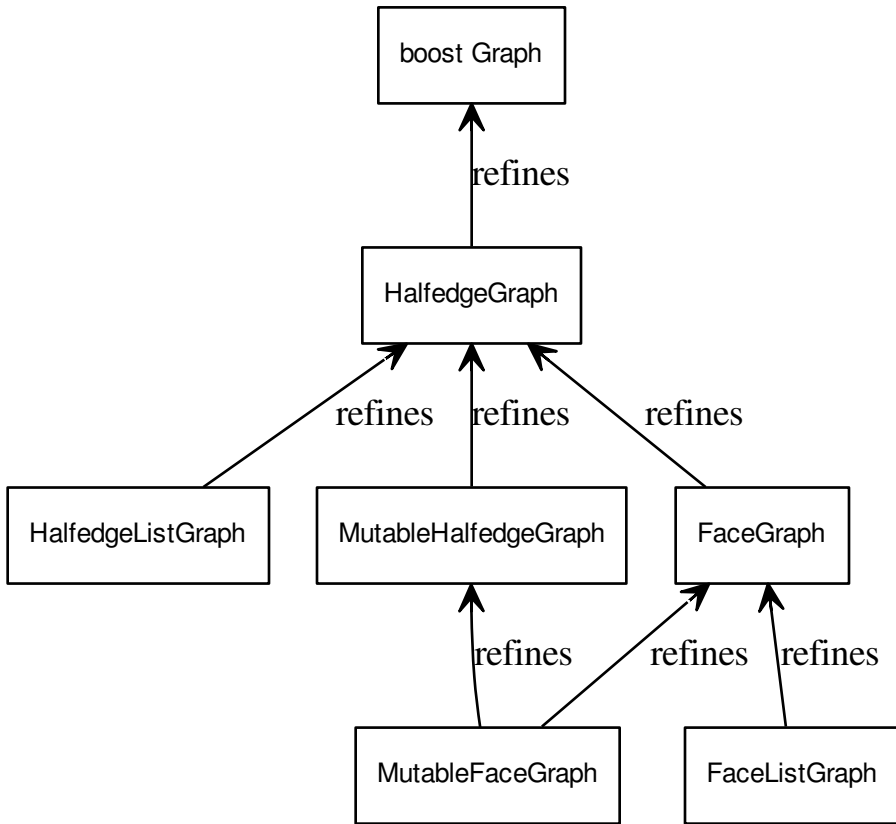 boost Graph
refines
HalfedgeGraph
refines
refines
refines
HalfedgeListGraph
MutableHalfedgeGraph
FaceGraph
refines
refines
refines
MutableFaceGraph
FaceListGraph